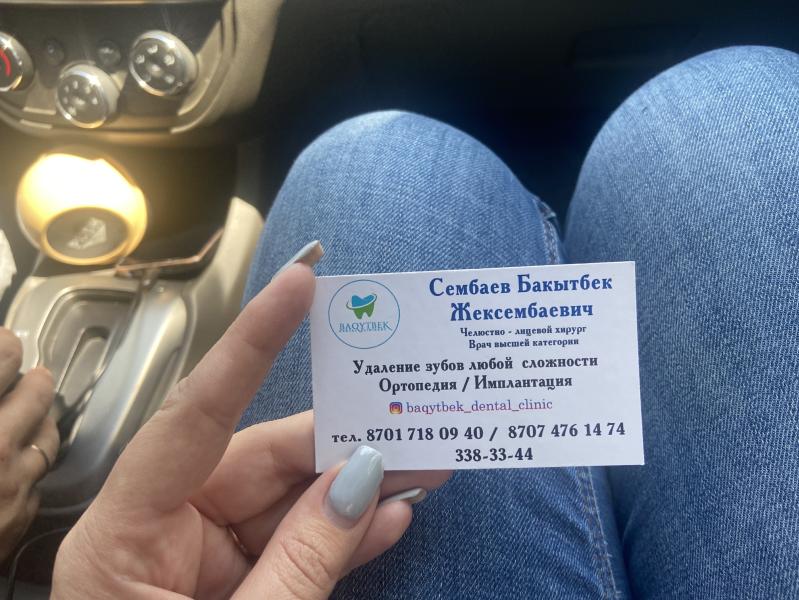 BAQYTBEK
Сембаев Бакытбек
Жексембаевич
Челюстно - лицевой хирург
Врач высшей категории
Удаление зубов любой сложности
Ортопедия / Имплантация
baqytbek_dental_clinic
тел. 8701 718 09 40 / 8707 476 14 74
338-33-44